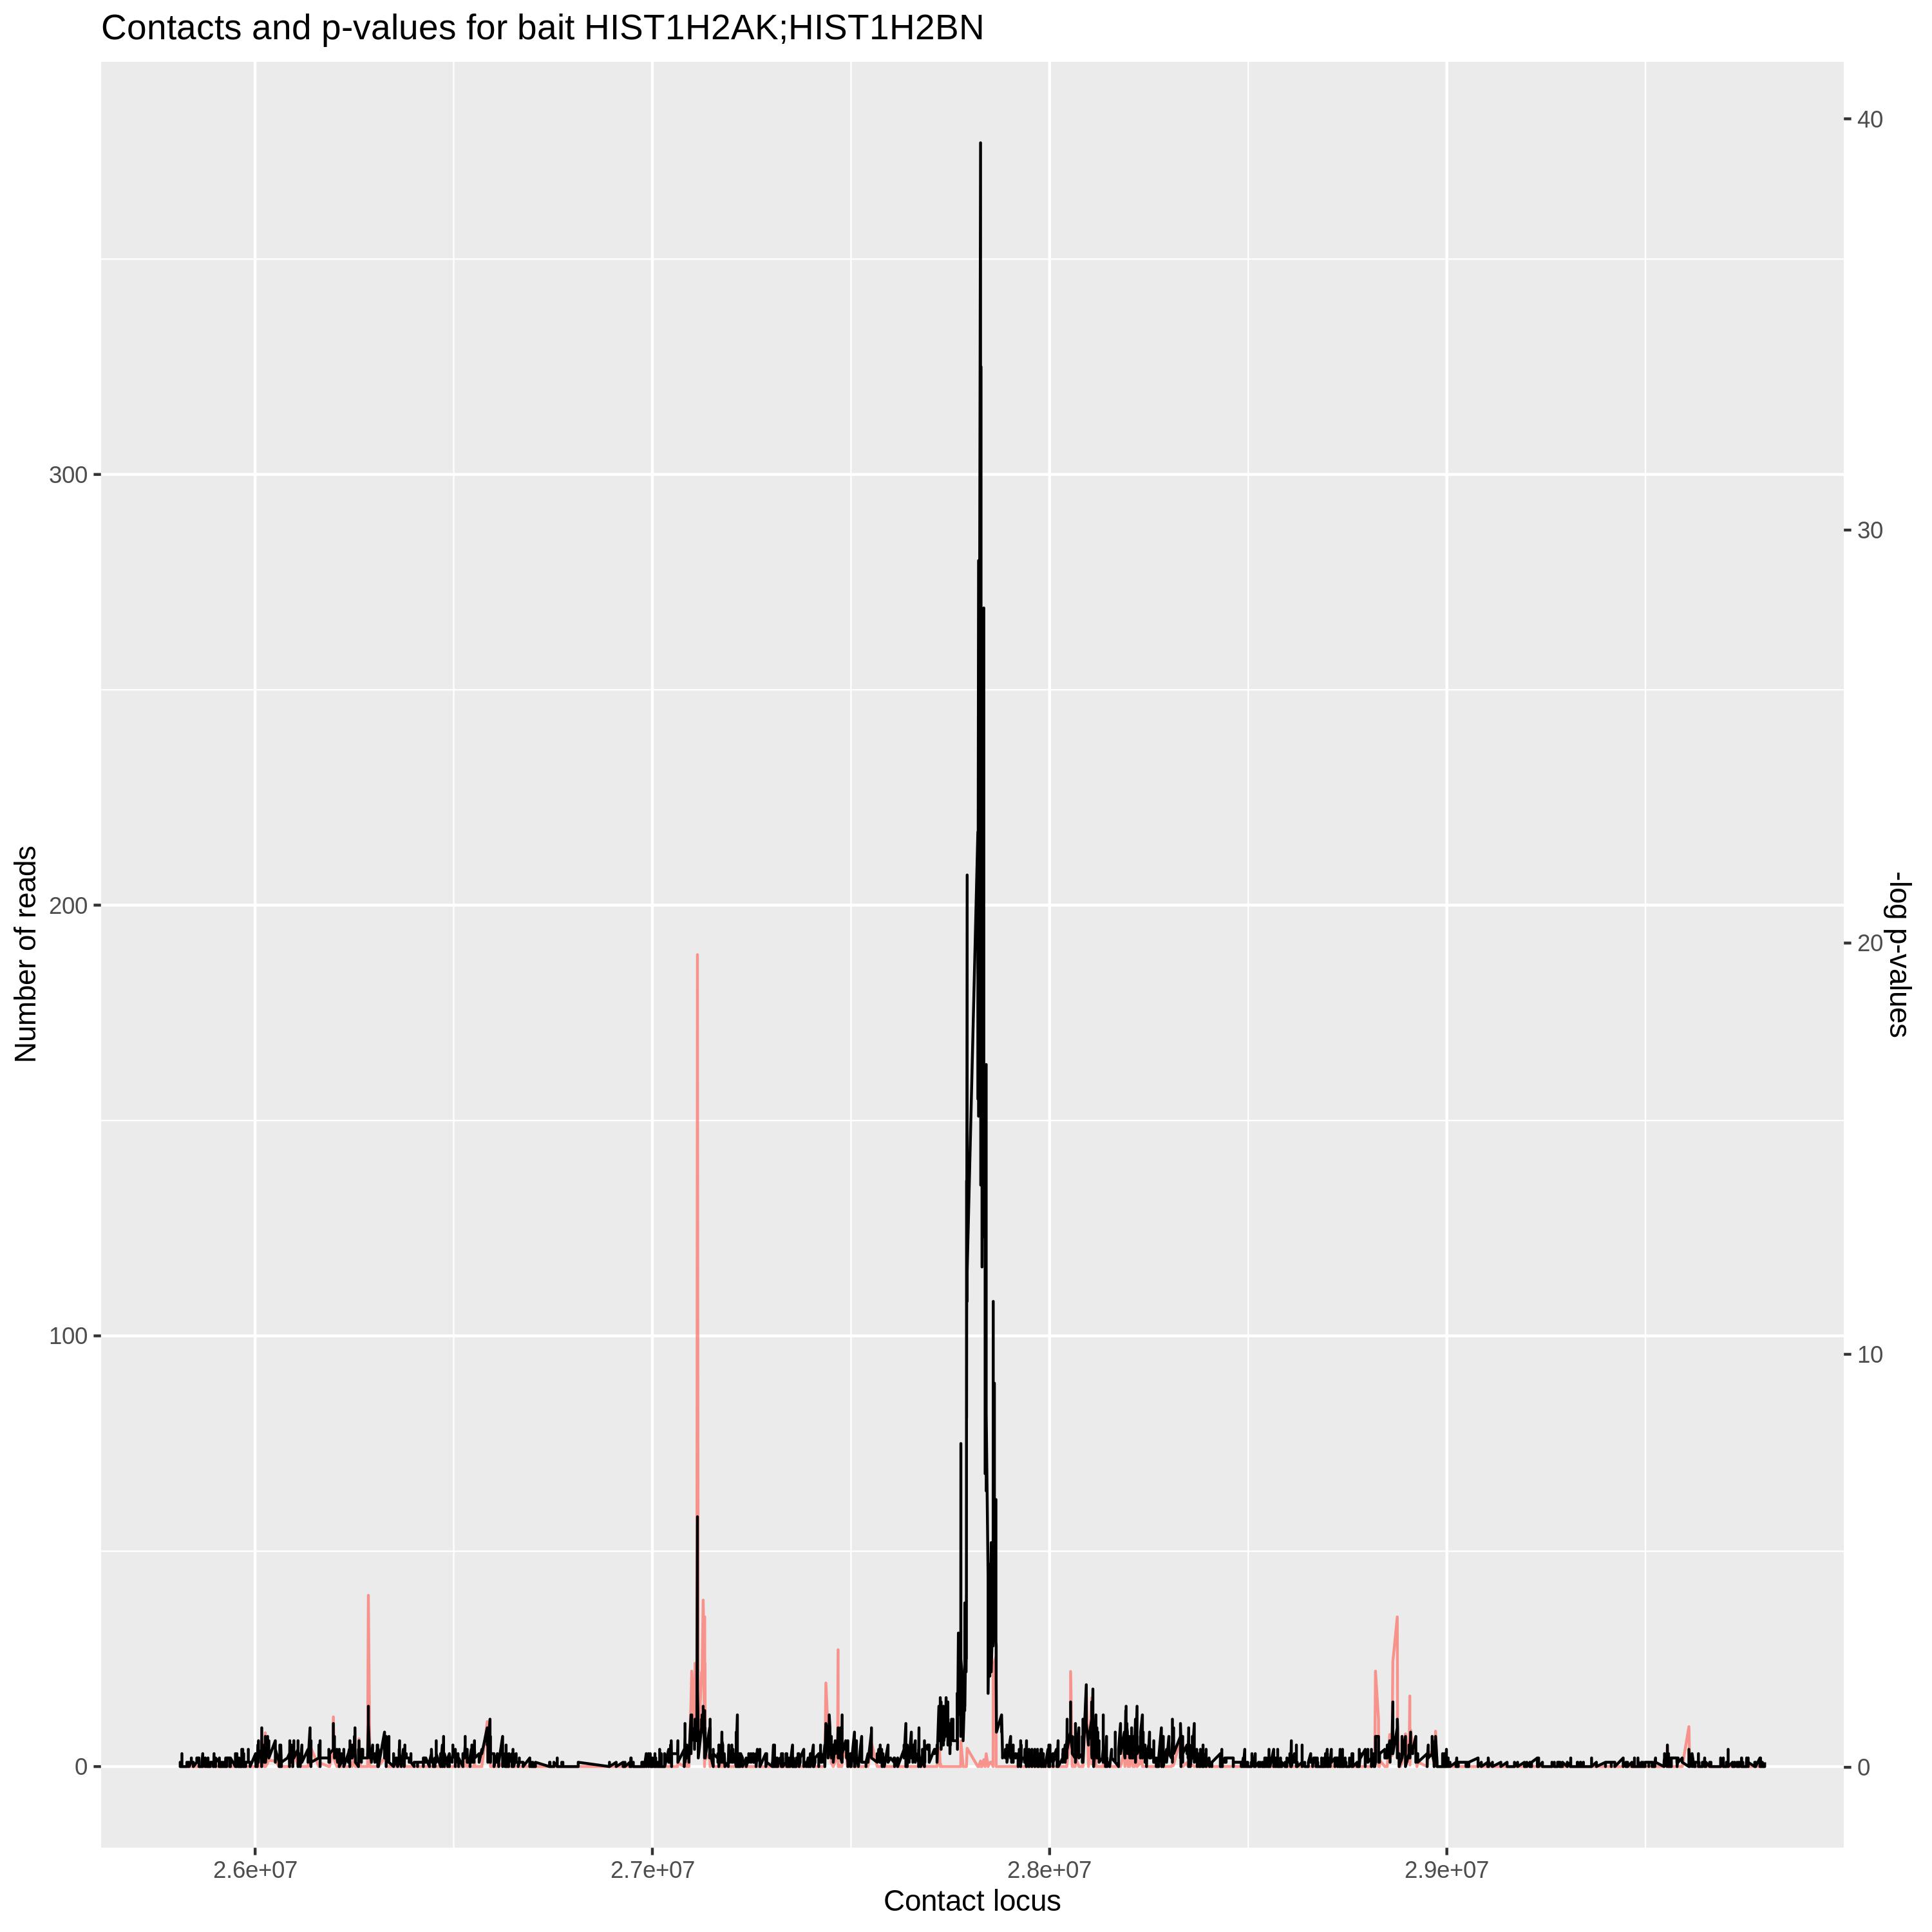 Contacts and p-values for bait HIST1H2AK;HIST1H2BN
40
300
30
200
20
Number of reads
-log p-values
100
10
0
0
2.6e+07
2.7e+07
2.8e+07
2.9e+07
Contact locus